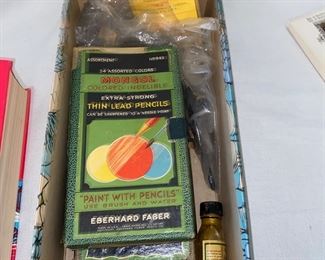 ASSORTMENT
24 ASSORTED COLORS
MONGOL
COLORED INDELIBLE
EXTRA STRONG
THIN LEAD PENCILS
CAN BE SHARPENED TO A NEEDLE POINT
"PAINT WITH PENCILS"
USE BRUSH AND WATER
EBERHARD FABER